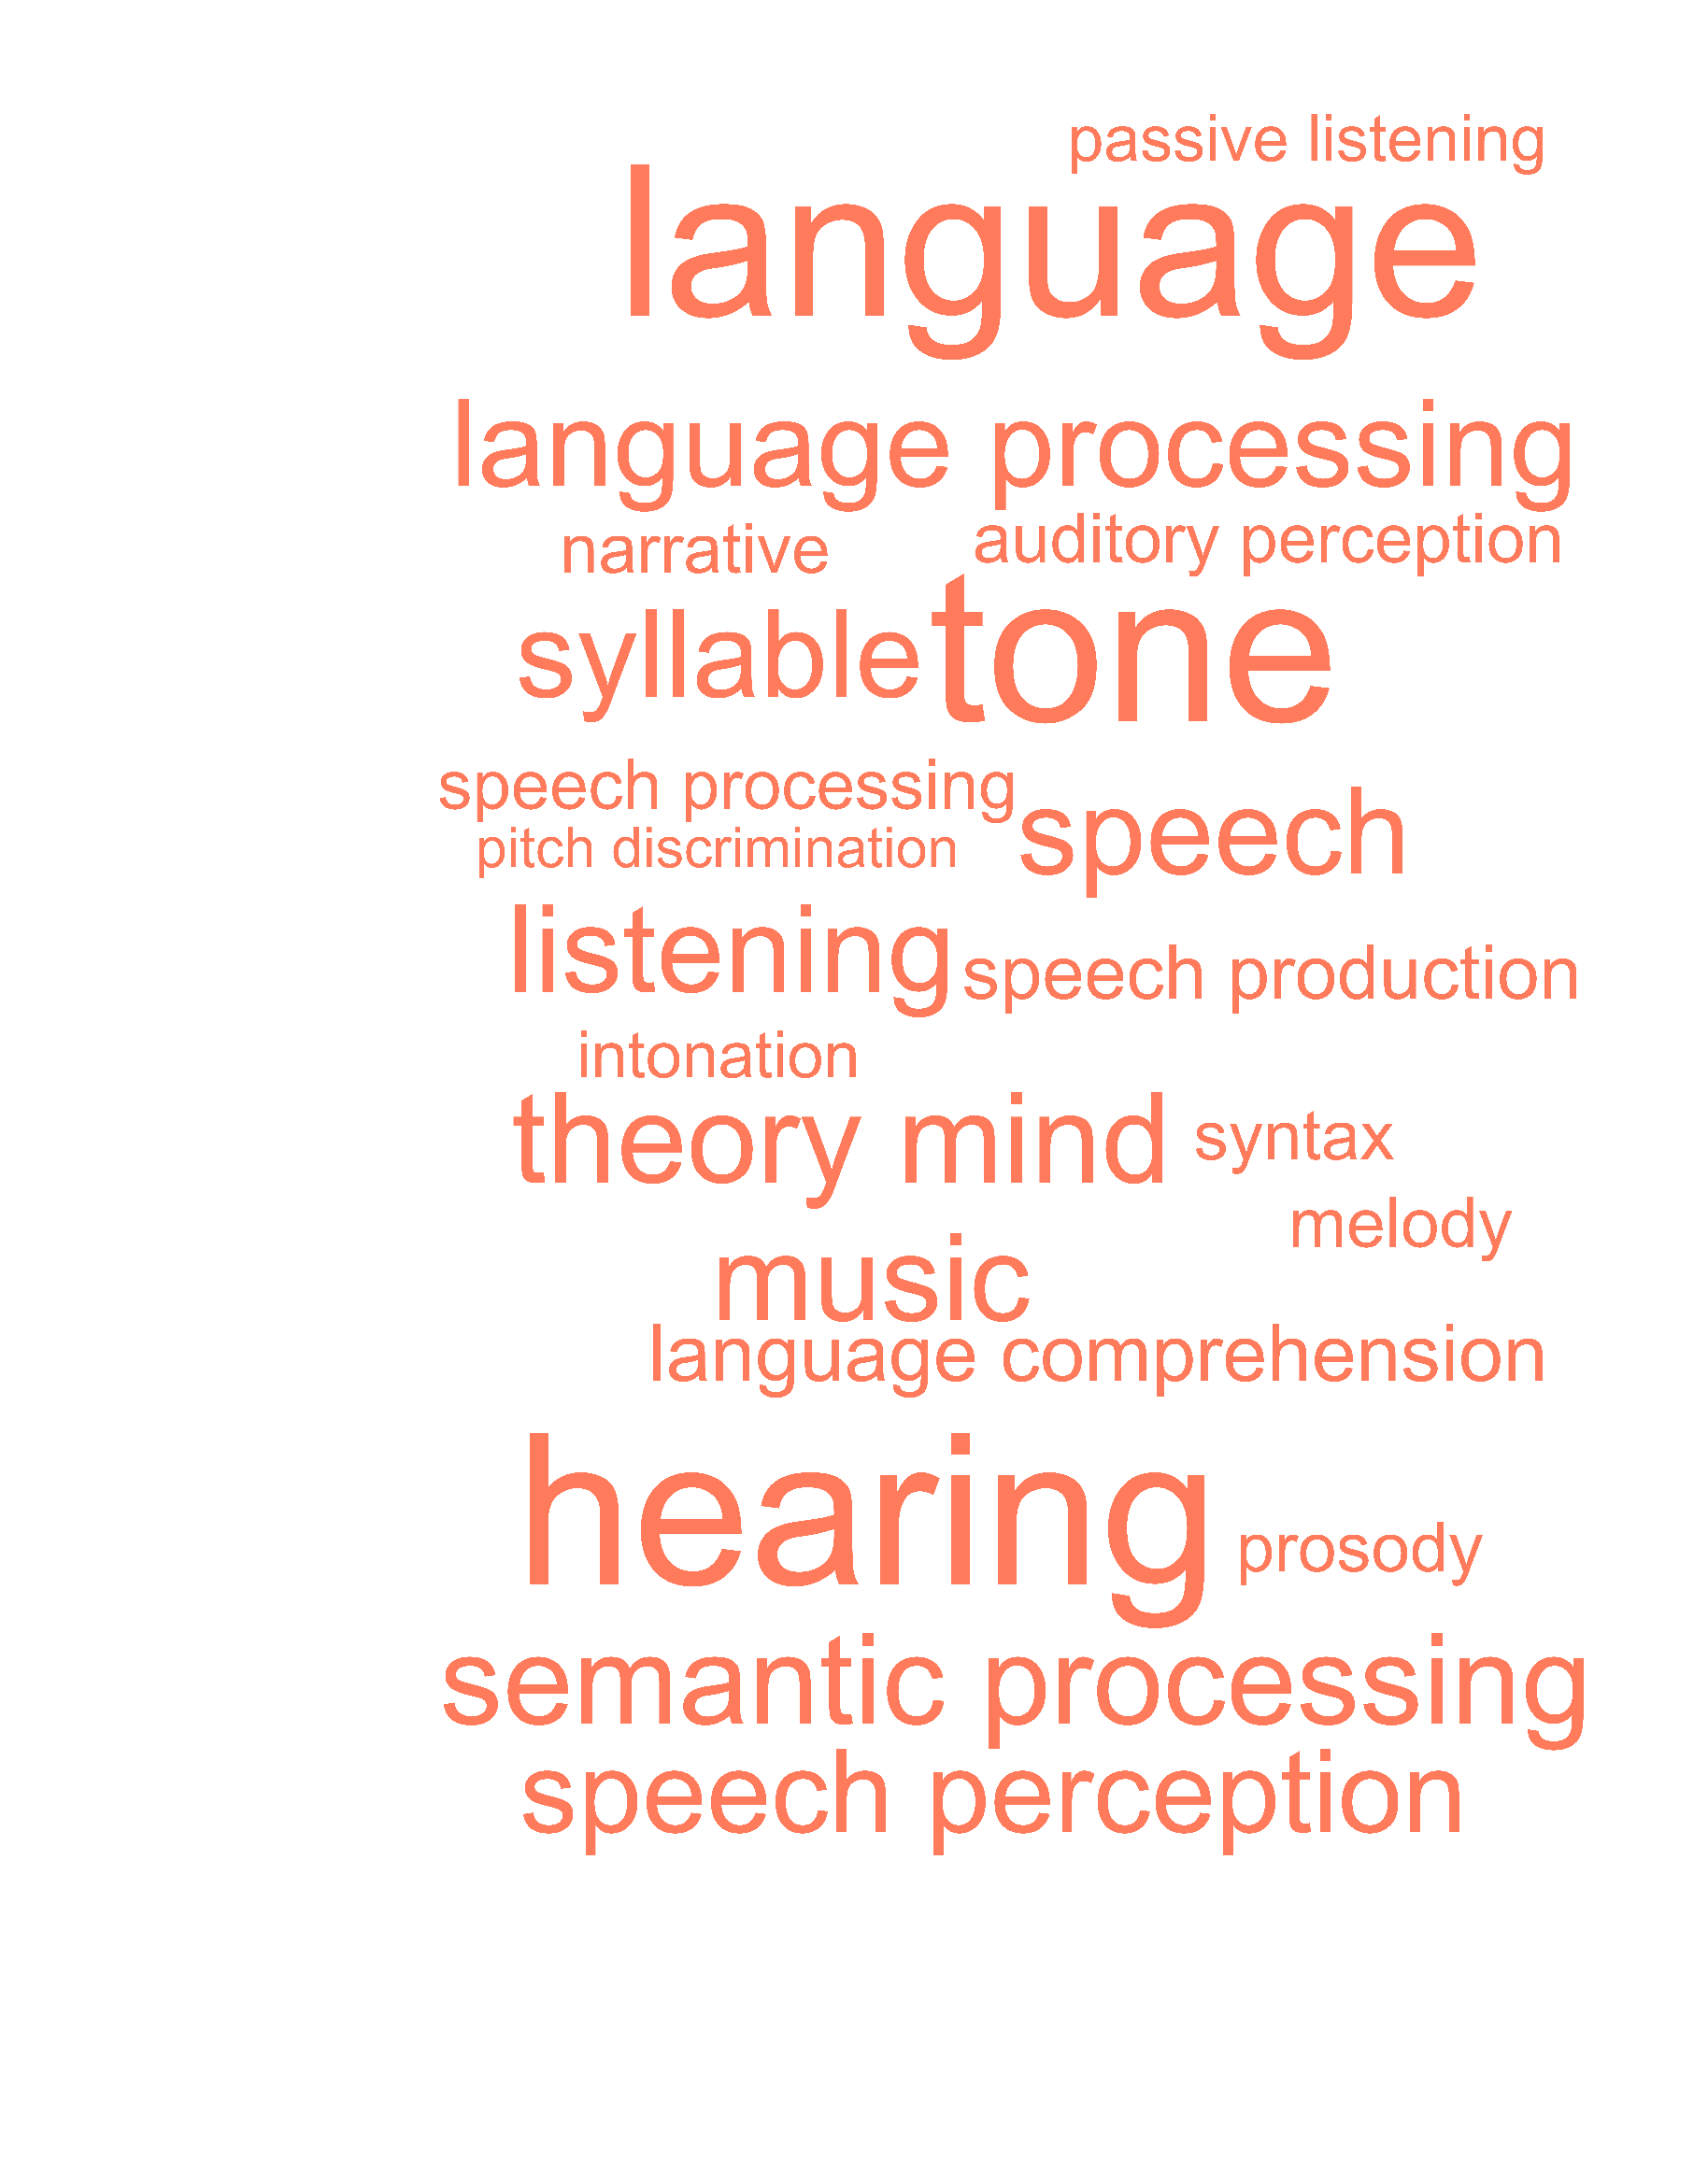 passive listening
language
language processing
narrative auditory perception
syllable tone
speech processing
speech
pitch discrimination
listening
speech production
intonation
theory mind
syntax
melody
music
language comprehension
hearing
prosody
semantic processing
speech perception